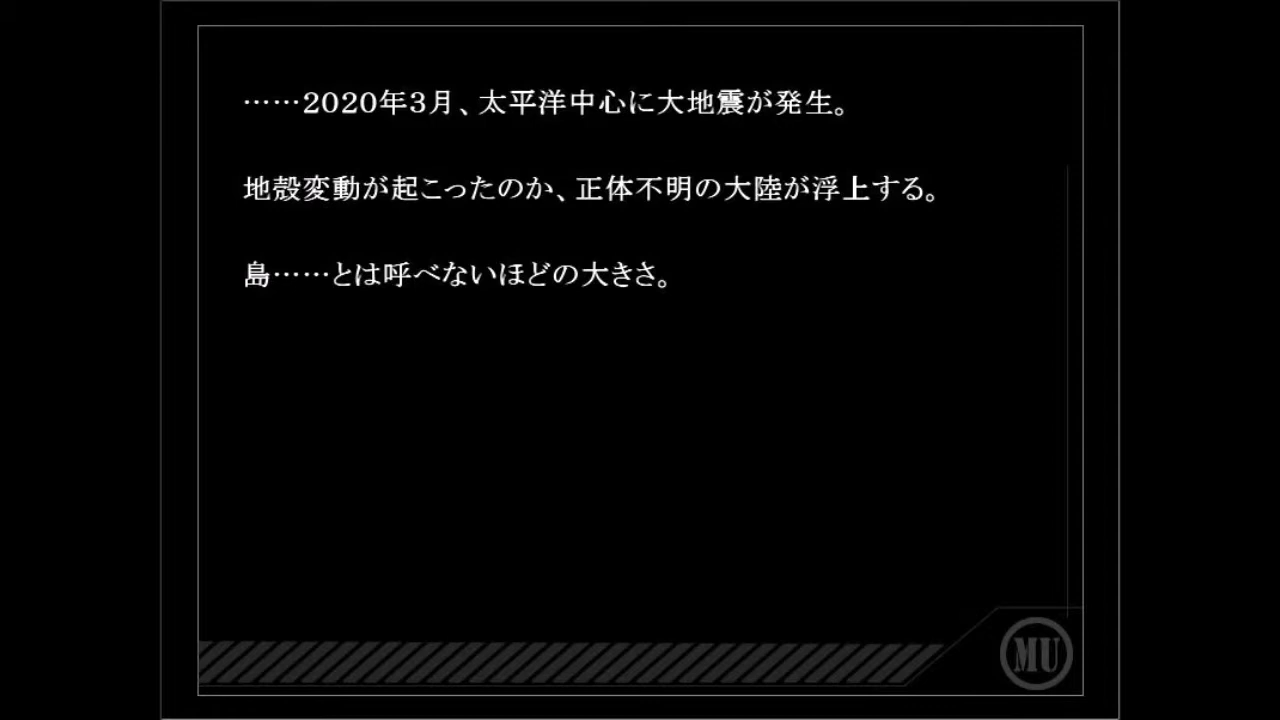 ……2020年3月、太平洋中心に大地震が発生。
地殻変動が起こったのか、正体不明の大陸が浮上する。
島……とは呼べないほどの大きさ。
MU